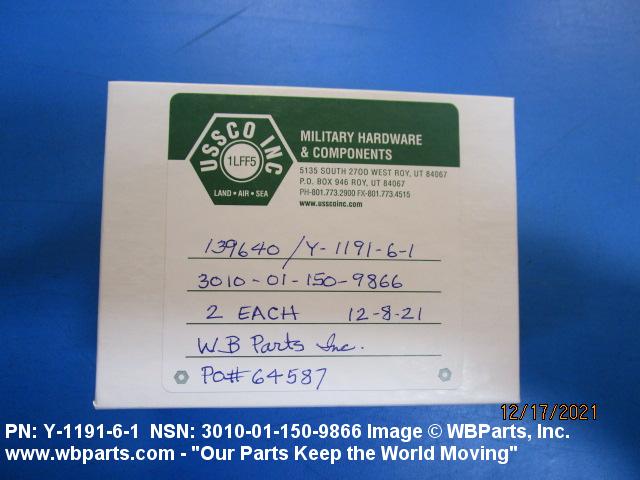 USSCO INC
1LFF5
LAND • AIR • SEA
MILITARY HARDWARE
& COMPONENTS
5135 SOUTH 2700 WEST ROY, UT 84067
P.O. BOX 946 ROY, UT 84067
PH-801.773.2900 FX-801.773.4515
www.usscoinc.com
139640/Y-1191-6-1
3010-01-150-9866
2 EACH 12-8-21
WB Parts Inc.
PO# 64587
12/17/2021
PN: Y-1191-6-1 NSN: 3010-01-150-9866 Image © WBParts, Inc.
www.wbparts.com - "Our Parts Keep the World Moving"